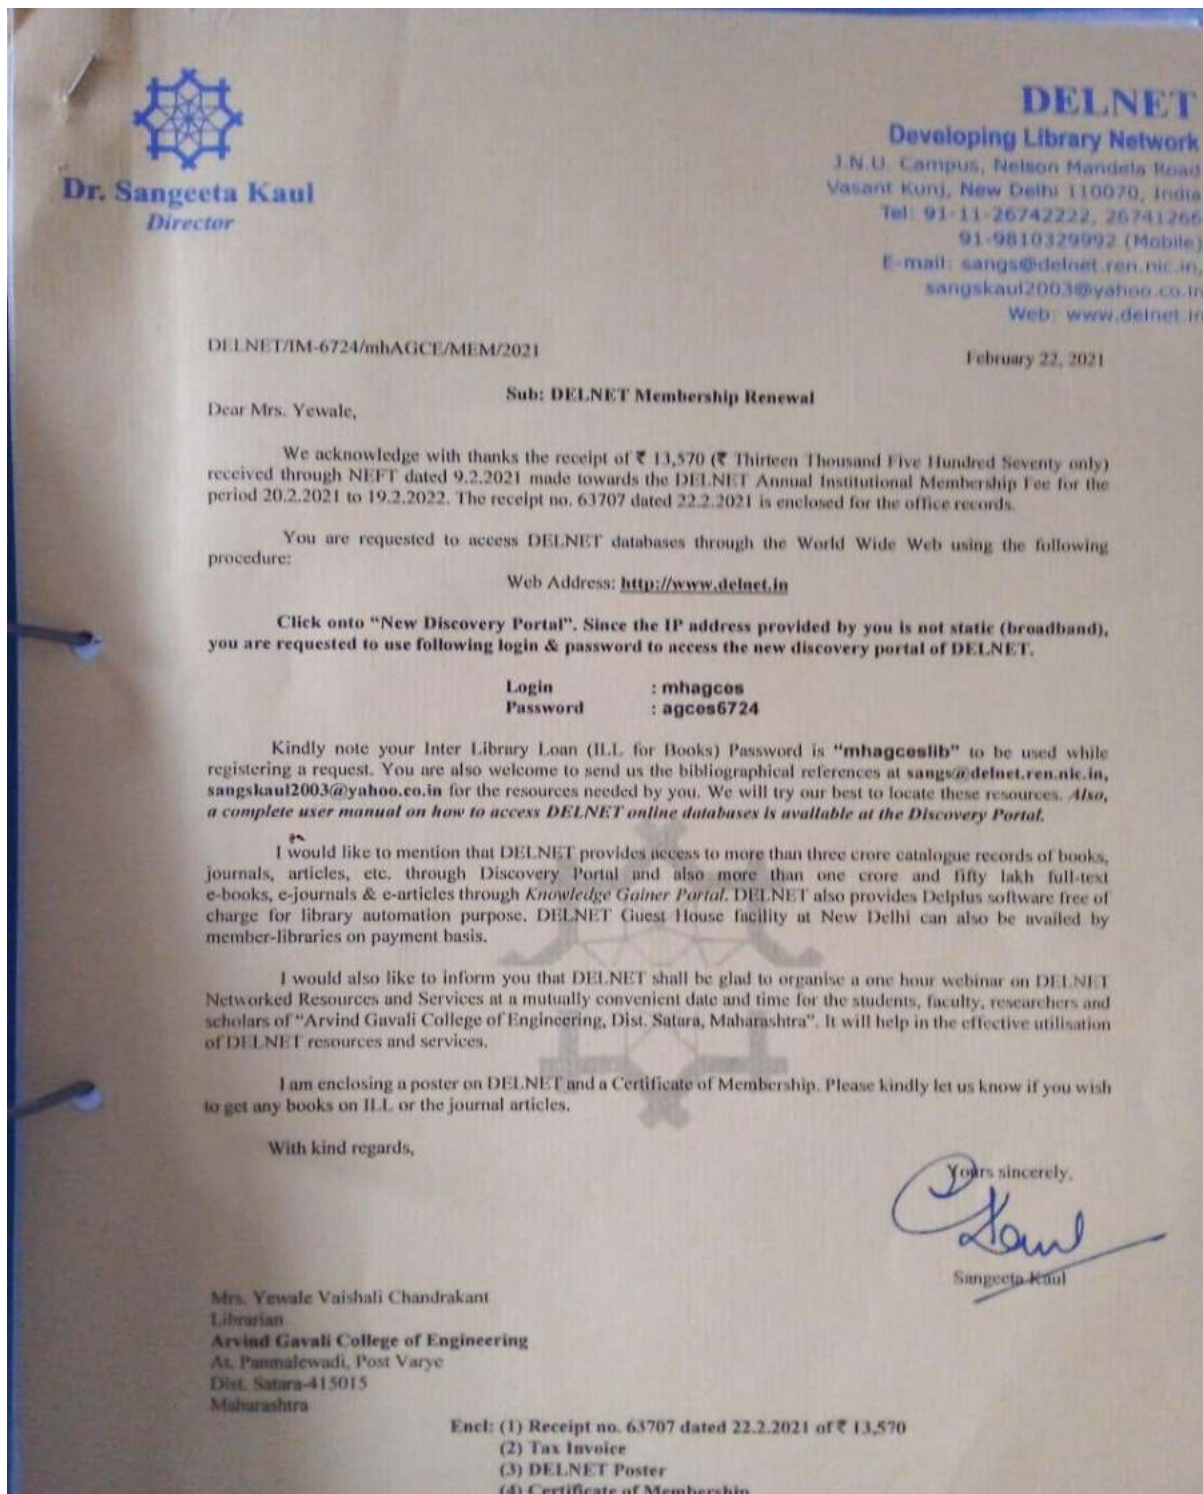 DELNET
Developing Library Network
J.N.U. Campus, Nelson Mandela Road
Vasant Kunj, New Delhi 110070, India
Tel: 91-11-26742222, 26741266
91-9810329992 (Mobile)
E-mail: sangs@delnet.ren.nic.in,
sangskaul2003@yahoo.co.in
Web: www.delnet.in
Dr. Sangeeta Kaul
Director
DELNET/IM-6724/mhAGCE/MEM/2021
February 22, 2021
Sub: DELNET Membership Renewal
Dear Mrs. Yewale,
We acknowledge with thanks the receipt of ₹ 13,570 (₹ Thirteen Thousand Five Hundred Seventy only)
received through NEFT dated 9.2.2021 made towards the DELNET Annual Institutional Membership Fee for the
period 20.2.2021 to 19.2.2022. The receipt no. 63707 dated 22.2.2021 is enclosed for the office records.
You are requested to access DELNET databases through the World Wide Web using the following
procedure:
Web Address: http://www.delnet.in
Click onto “New Discovery Portal”. Since the IP address provided by you is not static (broadband),
you are requested to use following login & password to access the new discovery portal of DELNET.
Login : mhagces
Password : agces6724
Kindly note your Inter Library Loan (ILL for Books) Password is "mhagceslib" to be used while
registering a request. You are also welcome to send us the bibliographical references at sangs@delnet.ren.nic.in,
sangskaul2003@yahoo.co.in for the resources needed by you. We will try our best to locate these resources. Also,
a complete user manual on how to access DELNET online databases is available at the Discovery Portal.
I would like to mention that DELNET provides access to more than three crore catalogue records of books,
journals, articles, etc. through Discovery Portal and also more than one crore and fifty lakh full-text
e-books, e-journals & e-articles through Knowledge Gainer Portal. DELNET also provides Delplus software free of
charge for library automation purpose. DELNET Guest House facility at New Delhi can also be availed by
member-libraries on payment basis.
I would also like to inform you that DELNET shall be glad to organise a one hour webinar on DELNET
Networked Resources and Services at a mutually convenient date and time for the students, faculty, researchers and
scholars of “Arvind Gavali College of Engineering, Dist. Satara, Maharashtra”. It will help in the effective utilisation
of DELNET resources and services.
I am enclosing a poster on DELNET and a Certificate of Membership. Please kindly let us know if you wish
to get any books on ILL or the journal articles.
With kind regards,
Yours sincerely,
Kaul
Sangeeta Kaul
Mrs. Yewale Vaishali Chandrakant
Librarian
Arvind Gavali College of Engineering
At. Panmalewadi, Post Varye
Dist. Satara-415015
Maharashtra
Encl: (1) Receipt no. 63707 dated 22.2.2021 of ₹ 13,570
(2) Tax Invoice
(3) DELNET Poster
(4) Certificate of Membership